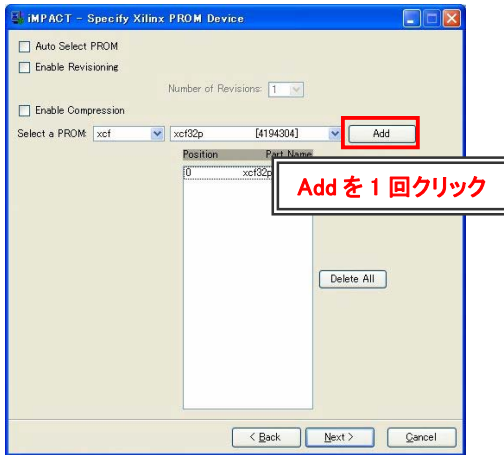 iMPACT - Specify Xilinx PROM Device
Auto Select PROM
Enable Revisioning
Number of Revisions: 1
Enable Compression
Select a PROM: xcf xcf32p [4194304] Add
Position Part Name
0 xcf32p
Add を 1 回クリック
Delete All
< Back Next > Cancel